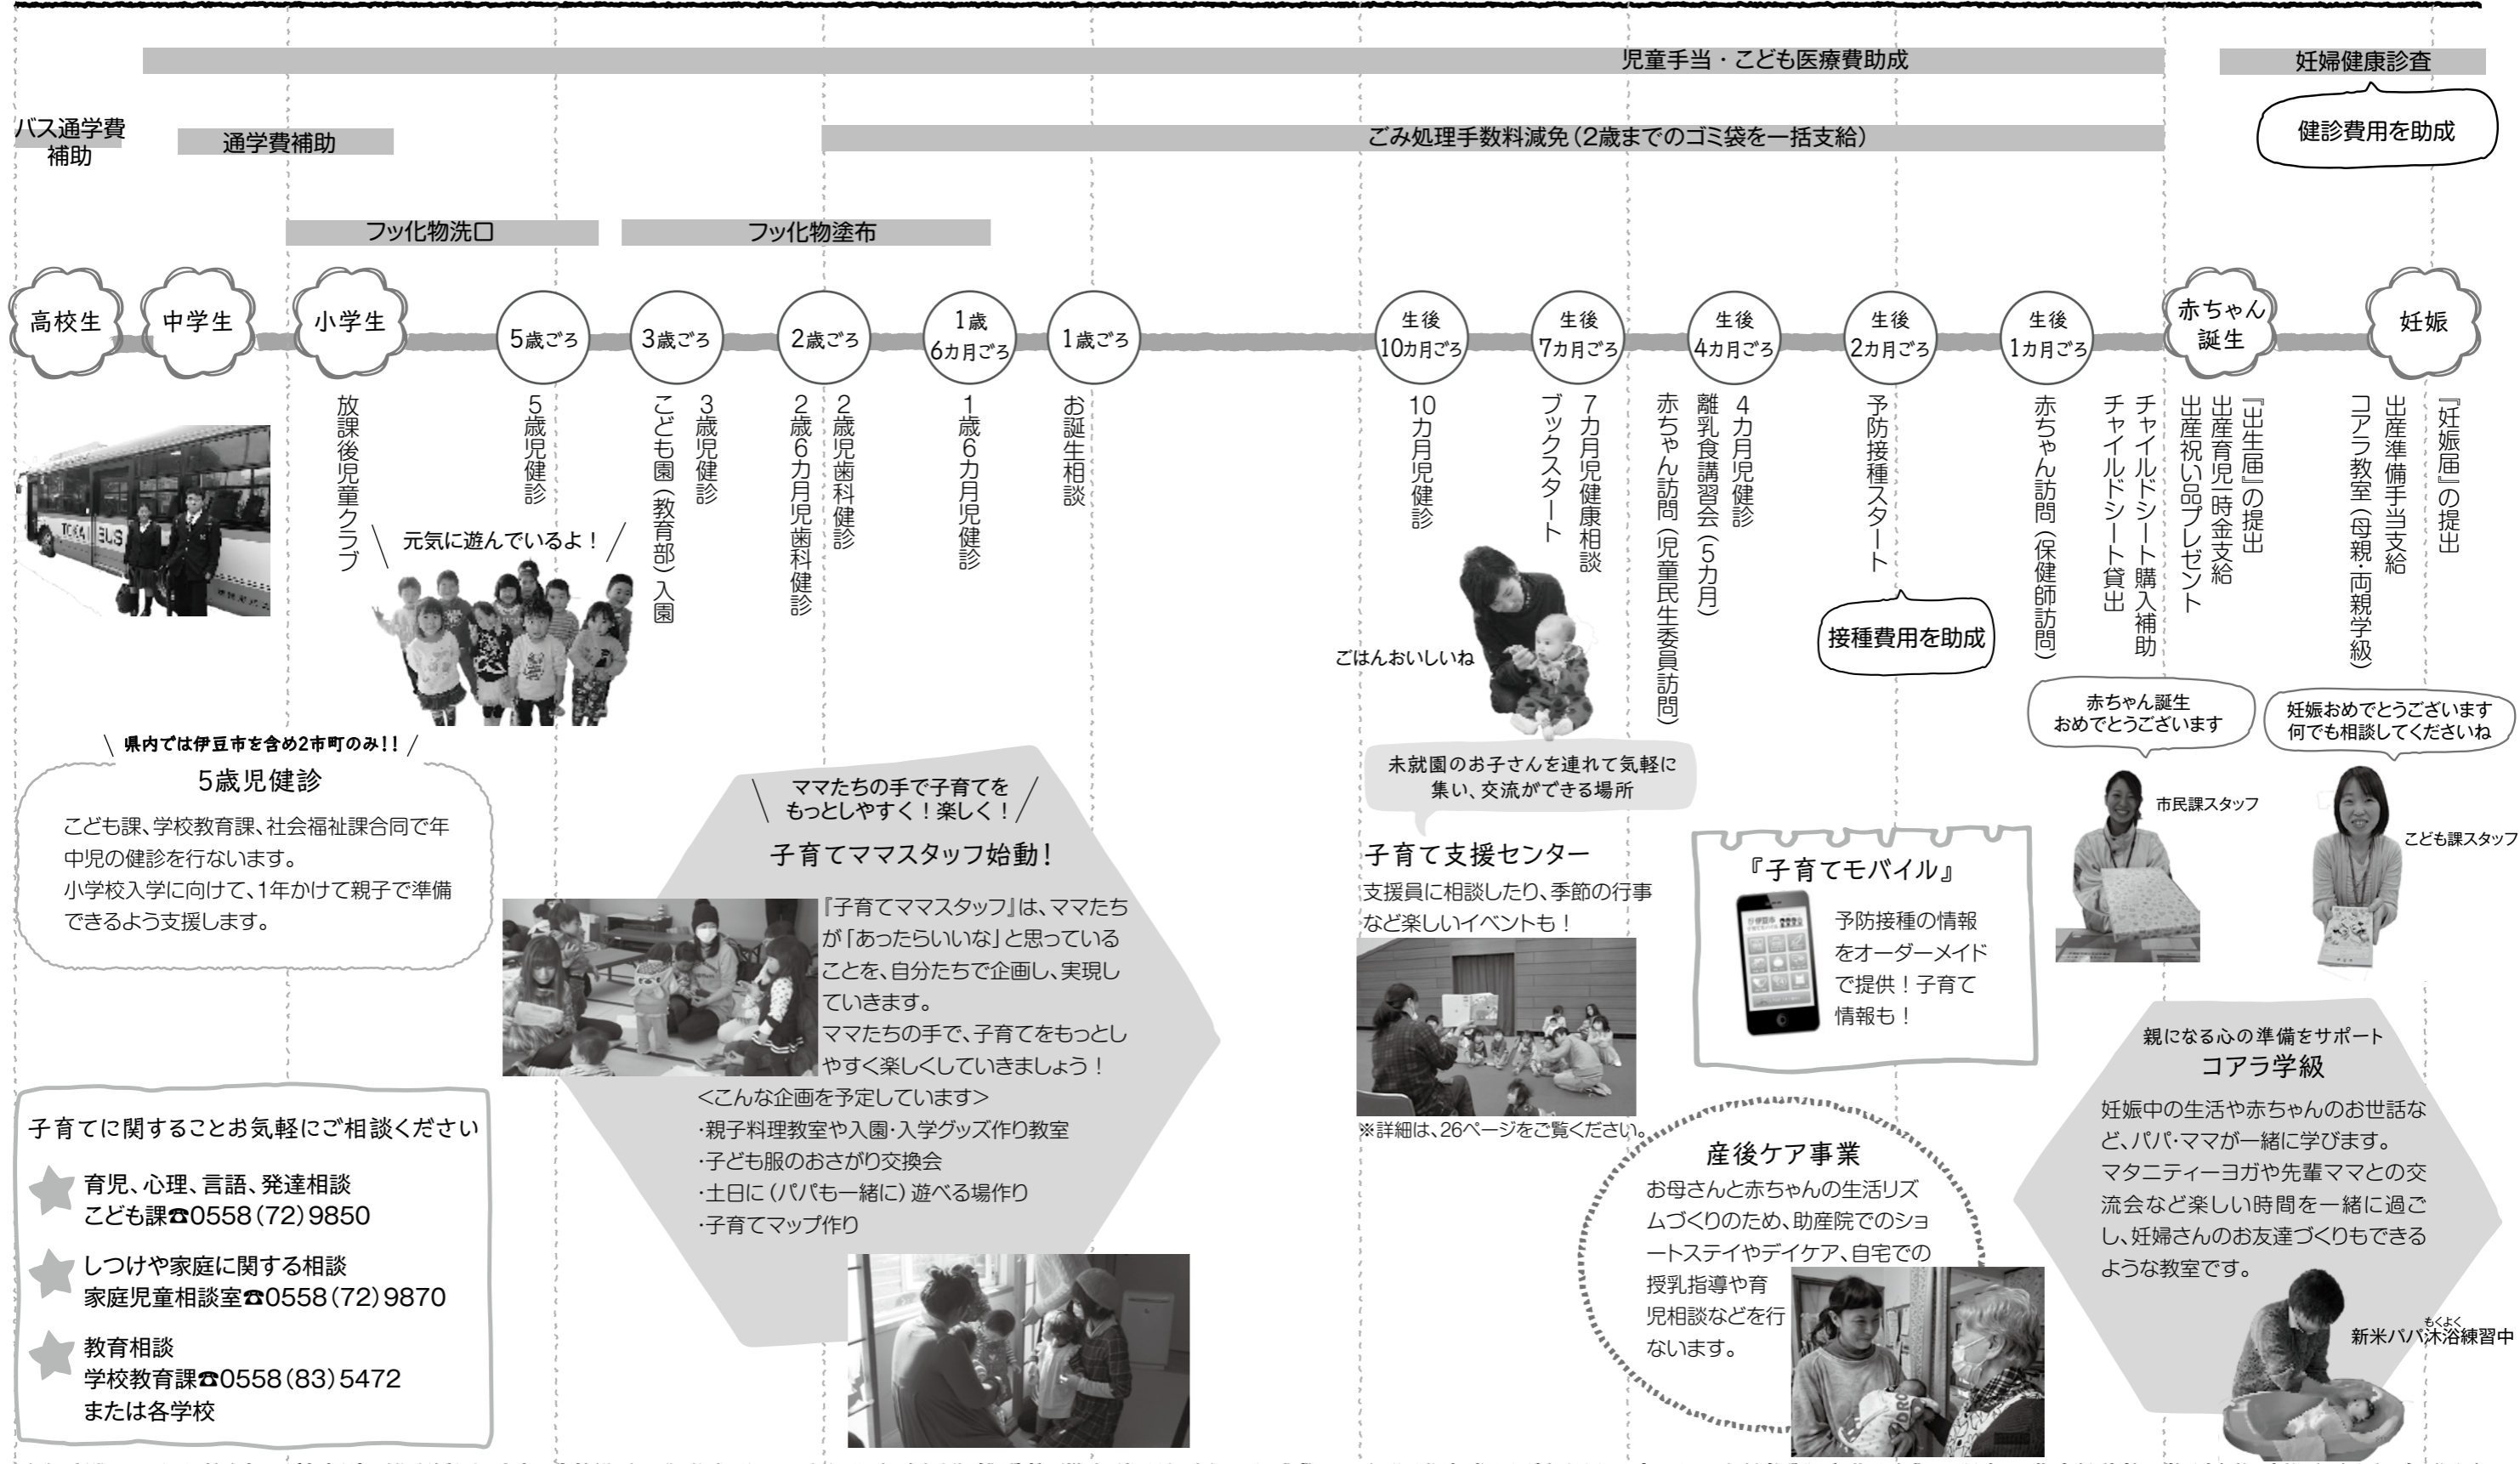 児童手当・こども医療費助成
妊婦健康診査
健診費用を助成
バス通学費
補助
通学費補助
ごみ処理手数料減免（2歳までのゴミ袋を一括支給）
フッ化物洗口
フッ化物塗布
妊娠
赤ちゃん
誕生
生後
1カ月ごろ
生後
2カ月ごろ
生後
4カ月ごろ
生後
7カ月ごろ
生後
10カ月ごろ
1歳ごろ
1歳
6カ月ごろ
2歳ごろ
3歳ごろ
5歳ごろ
小学生
中学生
高校生
『妊娠届』の提出
出産準備手当支給
コアラ教室（母親・両親学級）
『出生届』の提出
出産育児一時金支給
出産祝い品プレゼント
チャイルドシート購入補助
チャイルドシート貸出
赤ちゃん訪問（保健師訪問）
予防接種スタート
接種費用を助成
4カ月児健診
離乳食講習会（5カ月）
赤ちゃん訪問（児童民生委員訪問）
7カ月児健康相談
ブックスタート
10カ月児健診
お誕生相談
1歳6カ月児健診
2歳児歯科健診
2歳6カ月児歯科健診
3歳児健診
こども園（教育部）入園
5歳児健診
放課後児童クラブ
TOKAI BUS
元気に遊んでいるよ！
ごはんおいしいね
妊娠おめでとうございます
何でも相談してくださいね
こども課スタッフ
赤ちゃん誕生
おめでとうございます
市民課スタッフ
親になる心の準備をサポート
コアラ学級
妊娠中の生活や赤ちゃんのお世話な
ど、パパ・ママが一緒に学びます。
マタニティーヨガや先輩ママとの交
流会など楽しい時間を一緒に過ご
し、妊婦さんのお友達づくりもできる
ような教室です。
もくよく
新米パパ沐浴練習中
『子育てモバイル』
予防接種の情報
をオーダーメイド
で提供！子育て
情報も！
産後ケア事業
お母さんと赤ちゃんの生活リズ
ムづくりのため、助産院でのショ
ートステイやデイケア、自宅での
授乳指導や育
児相談などを行
ないます。
未就園のお子さんを連れて気軽に
集い、交流ができる場所
子育て支援センター
支援員に相談したり、季節の行事
など楽しいイベントも！
※詳細は、26ページをご覧ください。
ママたちの手で子育てを
もっとしやすく！楽しく！
子育てママスタッフ始動！
『子育てママスタッフ』は、ママたち
が「あったらいいな」と思っている
ことを、自分たちで企画し、実現し
ていきます。
ママたちの手で、子育てをもっとし
やすく楽しくしていきましょう！
<こんな企画を予定しています>
・親子料理教室や入園・入学グッズ作り教室
・子ども服のおさがり交換会
・土日に（パパも一緒に）遊べる場作り
・子育てマップ作り
県内では伊豆市を含め2市町のみ!!
5歳児健診
こども課、学校教育課、社会福祉課合同で年
中児の健診を行ないます。
小学校入学に向けて、1年かけて親子で準備
できるよう支援します。
子育てに関することお気軽にご相談ください
育児、心理、言語、発達相談
こども課☎0558（72）9850
しつけや家庭に関する相談
家庭児童相談室☎0558（72）9870
教育相談
学校教育課☎0558（83）5472
または各学校